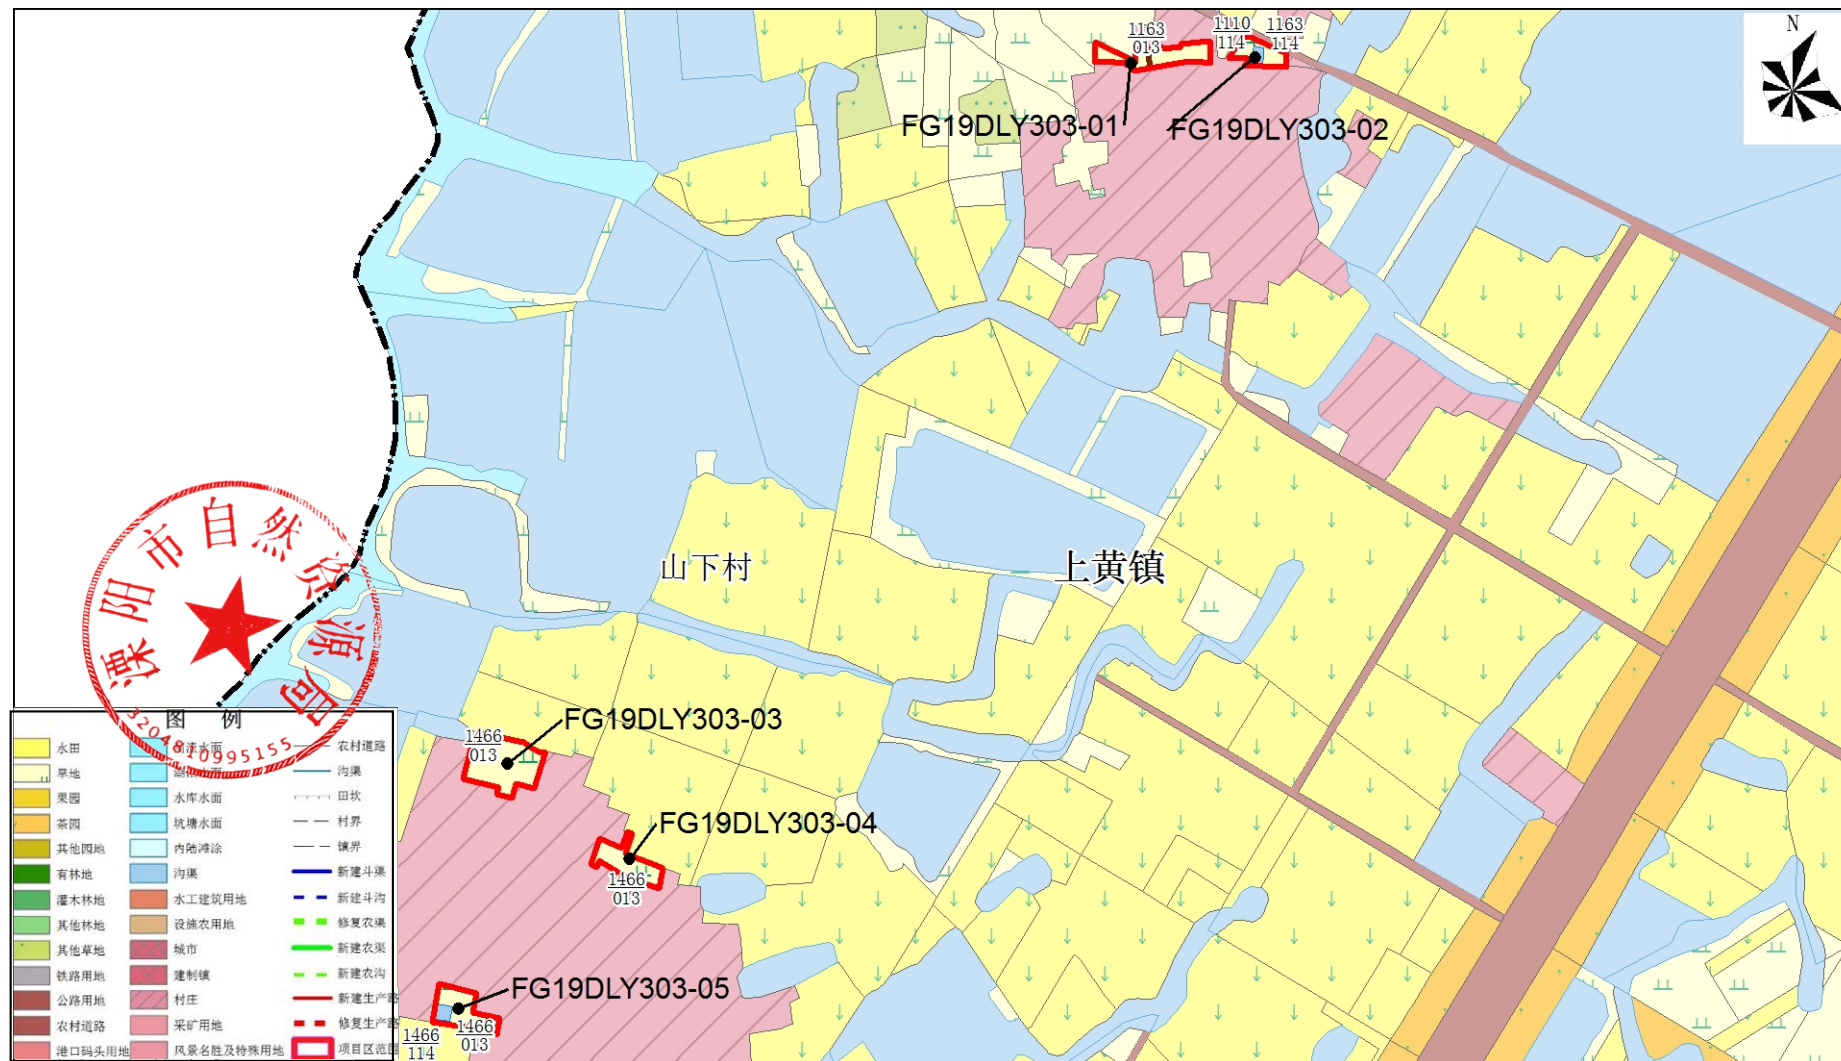 N
1163
013
1110
114
1163
114
FG19DLY303-01
FG19DLY303-02
山下村
上黄镇
溧阳市自然资源局
3204810995155
FG19DLY303-03
1466
013
FG19DLY303-04
1466
013
FG19DLY303-05
1466
013
1466
114
图 例
水田
旱地
果园
茶园
其他园地
有林地
灌木林地
其他林地
其他草地
铁路用地
公路用地
农村道路
港口码头用地
水库水面
坑塘水面
内陆滩涂
沟渠
水工建筑用地
设施农用地
城市
建制镇
村庄
采矿用地
风景名胜及特殊用地
农村道路
沟渠
田坎
村界
镇界
新建斗渠
新建斗沟
修复农渠
新建农渠
新建农沟
新建生产路
修复生产路
项目区范围